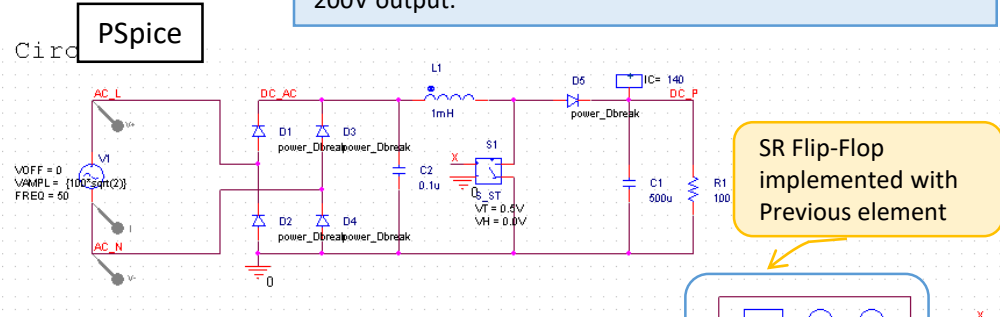 200V output.
PSpice
Circ
AC_L
DC_AC
L1
1mH
D5
power_Dbreak
IC= 140
DC_P
V+
D1
D3
power_Dbreak
power_Dbreak
V1
VOFF = 0
VAMPL = {100*sqrt(2)}
FREQ = 50
C2
0.1u
X
S1
0
S_ST
VT = 0.5V
VH = 0.0V
C1
500u
R1
100
I
D2
D4
power_Dbreak
power_Dbreak
AC_N
V-
0
SR Flip-Flop
implemented with
Previous element
X